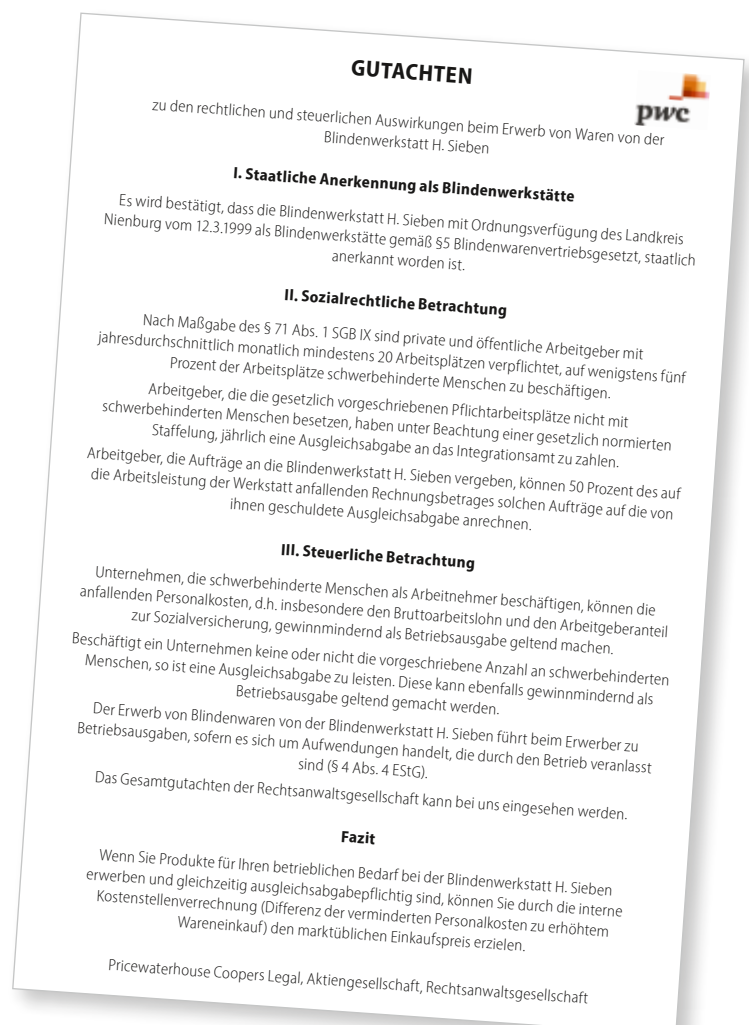 GUTACHTEN
pwc
zu den rechtlichen und steuerlichen Auswirkungen beim Erwerb von Waren von der
Blindenwerkstatt H. Sieben
I. Staatliche Anerkennung als Blindenwerkstätte
Es wird bestätigt, dass die Blindenwerkstatt H. Sieben mit Ordnungsverfügung des Landkreis
Nienburg vom 12.3.1999 als Blindenwerkstätte gemäß §5 Blindenwarenvertriebsgesetzt, staatlich
anerkannt worden ist.
II. Sozialrechtliche Betrachtung
Nach Maßgabe des § 71 Abs. 1 SGB IX sind private und öffentliche Arbeitgeber mit
jahresdurchschnittlich monatlich mindestens 20 Arbeitsplätzen verpflichtet, auf wenigstens fünf
Prozent der Arbeitsplätze schwerbehinderte Menschen zu beschäftigen.
Arbeitgeber, die die gesetzlich vorgeschriebenen Pflichtarbeitsplätze nicht mit
schwerbehinderten Menschen besetzen, haben unter Beachtung einer gesetzlich normierten
Staffelung, jährlich eine Ausgleichsabgabe an das Integrationsamt zu zahlen.
Arbeitgeber, die Aufträge an die Blindenwerkstatt H. Sieben vergeben, können 50 Prozent des auf
die Arbeitsleistung der Werkstatt anfallenden Rechnungsbetrages solchen Aufträge auf die von
ihnen geschuldete Ausgleichsabgabe anrechnen.
III. Steuerliche Betrachtung
Unternehmen, die schwerbehinderte Menschen als Arbeitnehmer beschäftigen, können die
anfallenden Personalkosten, d.h. insbesondere den Bruttoarbeitslohn und den Arbeitgeberanteil
zur Sozialversicherung, gewinnmindernd als Betriebsausgabe geltend machen.
Beschäftigt ein Unternehmen keine oder nicht die vorgeschriebene Anzahl an schwerbehinderten
Menschen, so ist eine Ausgleichsabgabe zu leisten. Diese kann ebenfalls gewinnmindernd als
Betriebsausgabe geltend gemacht werden.
Der Erwerb von Blindenwaren von der Blindenwerkstatt H. Sieben führt beim Erwerber zu
Betriebsausgaben, sofern es sich um Aufwendungen handelt, die durch den Betrieb veranlasst
sind (§ 4 Abs. 4 EStG).
Das Gesamtgutachten der Rechtsanwaltsgesellschaft kann bei uns eingesehen werden.
Fazit
Wenn Sie Produkte für Ihren betrieblichen Bedarf bei der Blindenwerkstatt H. Sieben
erwerben und gleichzeitig ausgleichsabgabepflichtig sind, können Sie durch die interne
Kostenstellenverrechnung (Differenz der verminderten Personalkosten zu erhöhtem
Wareneinkauf) den marktüblichen Einkaufspreis erzielen.
Pricewaterhouse Coopers Legal, Aktiengesellschaft, Rechtsanwaltsgesellschaft